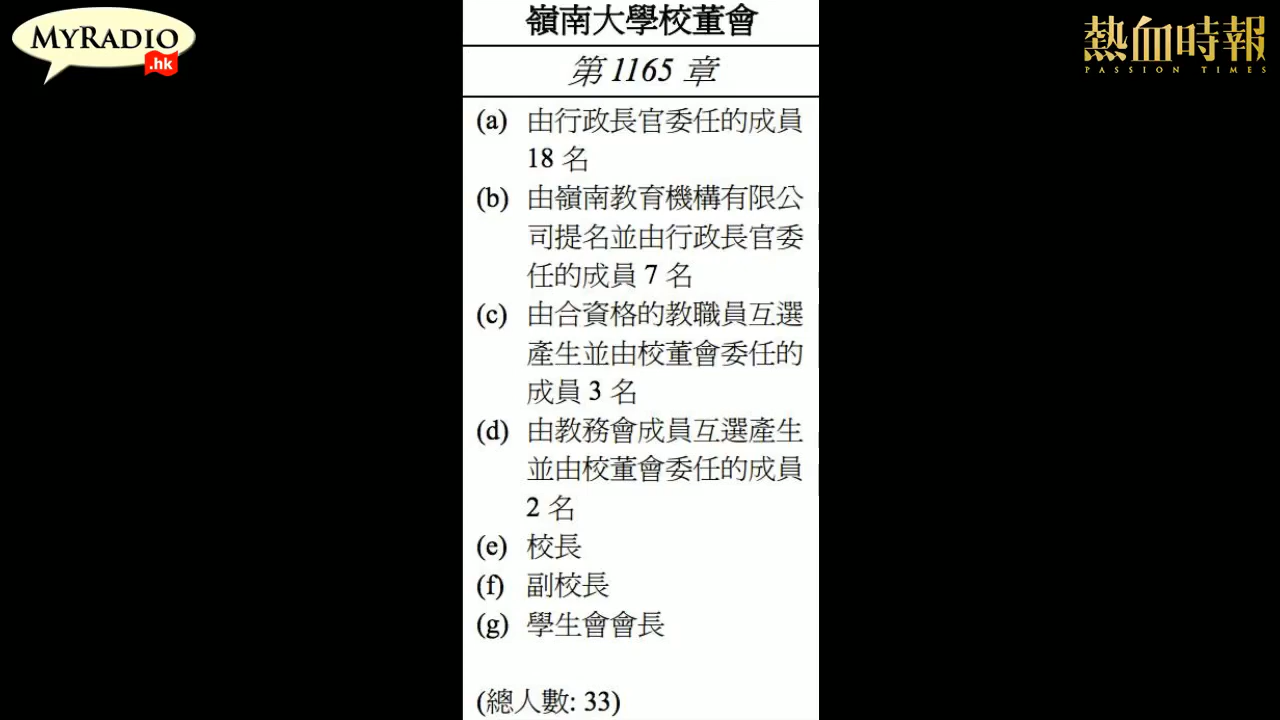 MYRADIO
.hk
熱血時報
PASSION TIMES
嶺南大學校董會
第 1165 章
(a) 由行政長官委任的成員
18 名
(b) 由嶺南教育機構有限公
司提名並由行政長官委
任的成員 7 名
(c) 由合資格的教職員互選
產生並由校董會委任的
成員 3 名
(d) 由教務會成員互選產生
並由校董會委任的成員
2 名
(e) 校長
(f) 副校長
(g) 學生會會長
(總人數: 33)